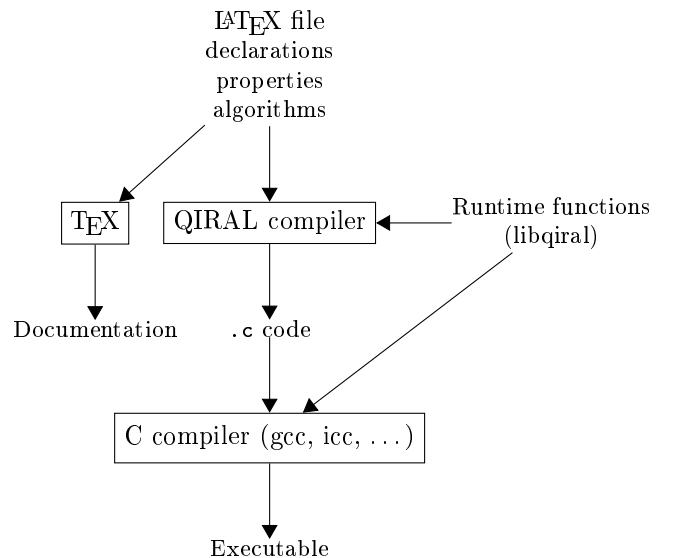 LATEX file
declarations
properties
algorithms
TEX
QIRAL compiler
Runtime functions
(libqiral)
Documentation
.c code
C compiler (gcc, icc, ...)
Executable